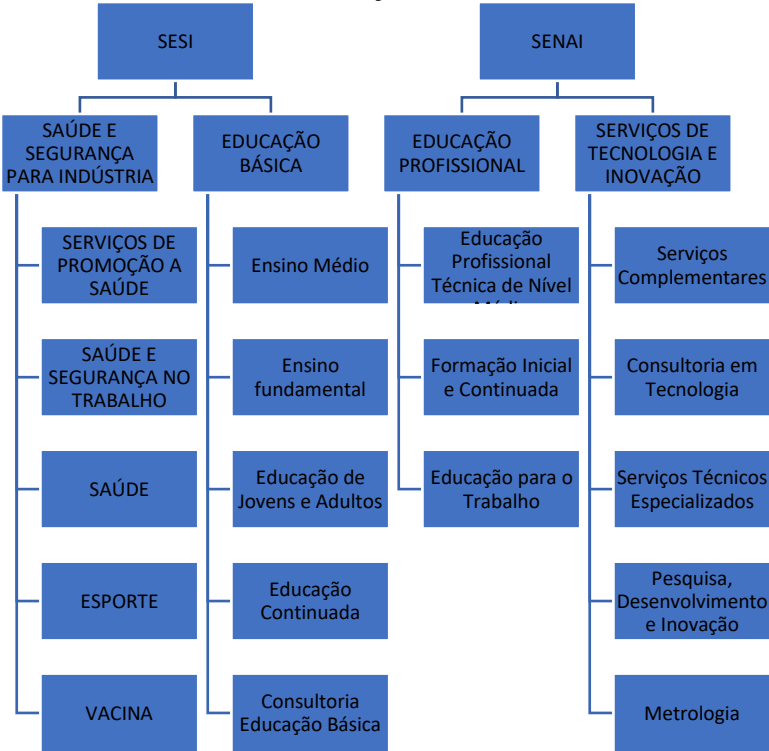 SESI
SENAI
SAÚDE E
SEGURANÇA
PARA INDÚSTRIA
EDUCAÇÃO
BÁSICA
EDUCAÇÃO
PROFISSIONAL
SERVIÇOS DE
TECNOLOGIA E
INOVAÇÃO
SERVIÇOS DE
PROMOÇÃO A
SAÚDE
SAÚDE E
SEGURANÇA NO
TRABALHO
SAÚDE
ESPORTE
VACINA
Ensino Médio
Ensino
fundamental
Educação de
Jovens e Adultos
Educação
Continuada
Consultoria
Educação Básica
Educação
Profissional
Técnica de Nível
Formação Inicial
e Continuada
Educação para o
Trabalho
Serviços
Complementares
Consultoria em
Tecnologia
Serviços Técnicos
Especializados
Pesquisa,
Desenvolvimento
e Inovação
Metrologia